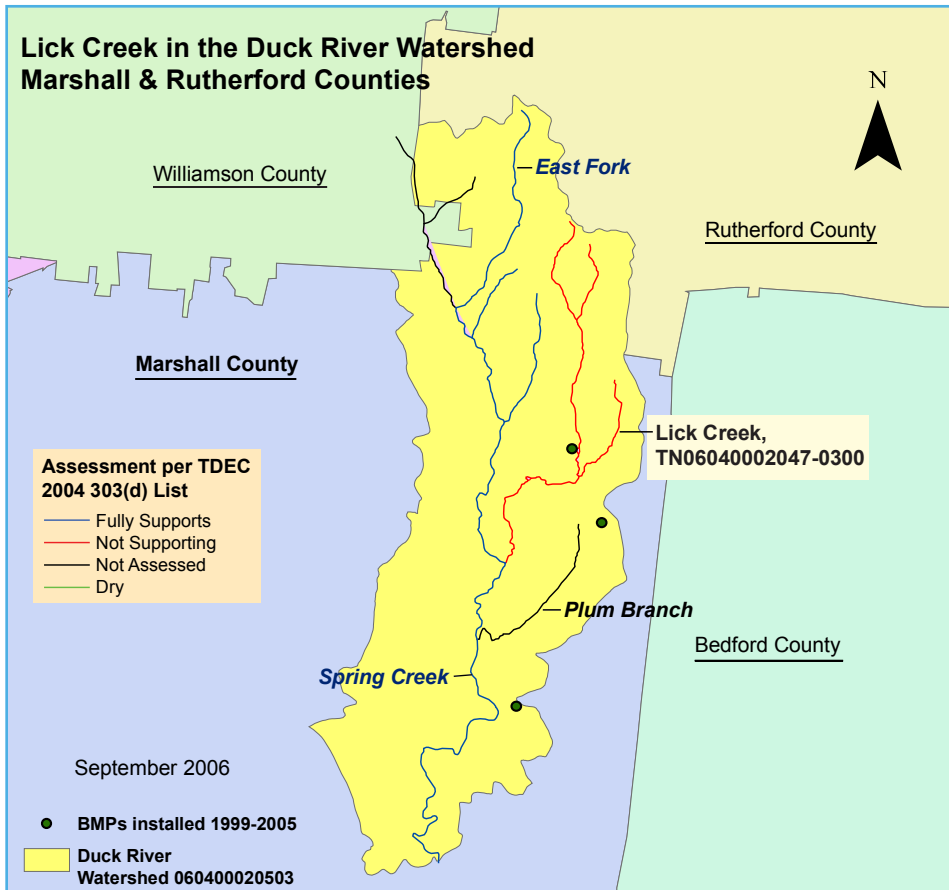 Lick Creek in the Duck River Watershed
Marshall & Rutherford Counties
N
East Fork
Williamson County
Rutherford County
Marshall County
Lick Creek,
TN06040002047-0300
Assessment per TDEC
2004 303(d) List
Fully Supports
Not Supporting
Not Assessed
Dry
Plum Branch
Bedford County
Spring Creek
September 2006
BMPs installed 1999-2005
Duck River
Watershed 060400020503